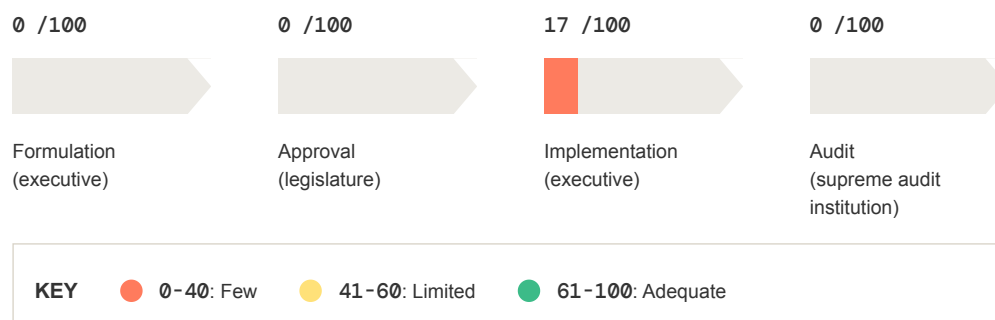 0 /100
0 /100
17 /100
0 /100
Formulation
(executive)
Approval
(legislature)
Implementation
(executive)
Audit
(supreme audit
institution)
KEY
0-40: Few
41-60: Limited
61-100: Adequate